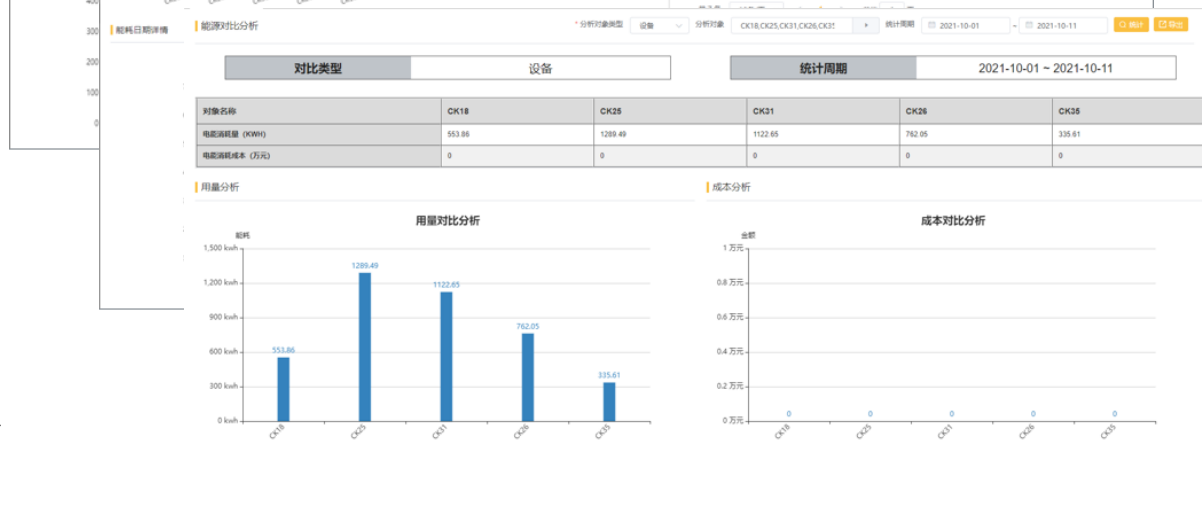 400
300
200
100
0
能耗日期详情
能源对比分析
* 分析对象类型 设备 分析对象 CK18,CK25,CK31,CK26,CK35 统计周期 2021-10-01 ~ 2021-10-11 统计 导出
对比类型 设备 统计周期 2021-10-01 ~ 2021-10-11
对象名称 CK18 CK25 CK31 CK26 CK35
电能消耗量 (KWH) 553.86 1289.49 1122.65 762.05 335.61
电能消耗成本 (万元) 0 0 0 0 0
用量分析
用量对比分析
能耗
1,500 kwh
1,200 kwh
900 kwh
600 kwh
300 kwh
0 kwh
553.86 1289.49 1122.65 762.05 335.61
CK18 CK25 CK31 CK26 CK35
成本分析
成本对比分析
金额
1 万元
0.8 万元
0.6 万元
0.4 万元
0.2 万元
0 万元
0 0 0 0 0
CK18 CK25 CK31 CK26 CK35